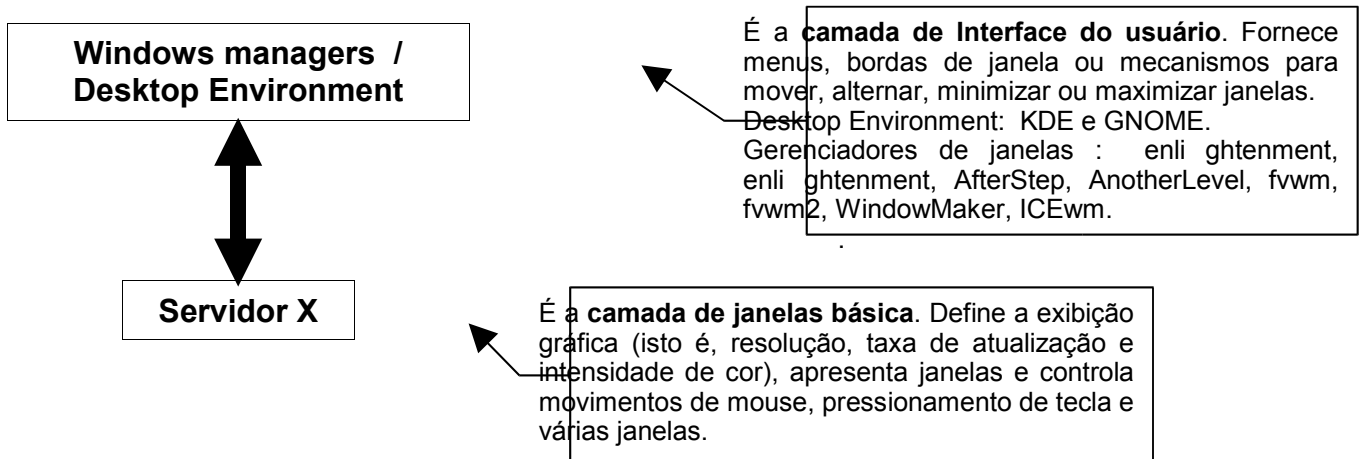 Windows managers /
Desktop Environment
É a camada de Interface do usuário. Fornece
menus, bordas de janela ou mecanismos para
mover, alternar, minimizar ou maximizar janelas.
Desktop Environment: KDE e GNOME.
Gerenciadores de janelas : enli ghtenment,
enli ghtenment, AfterStep, AnotherLevel, fvwm,
fvwm2, WindowMaker, ICEwm.
.
Servidor X
É a camada de janelas básica. Define a exibição
gráfica (isto é, resolução, taxa de atualização e
intensidade de cor), apresenta janelas e controla
movimentos de mouse, pressionamento de tecla e
várias janelas.